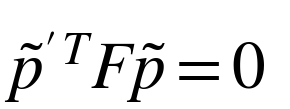 p̃′ᵀFp̃ = 0